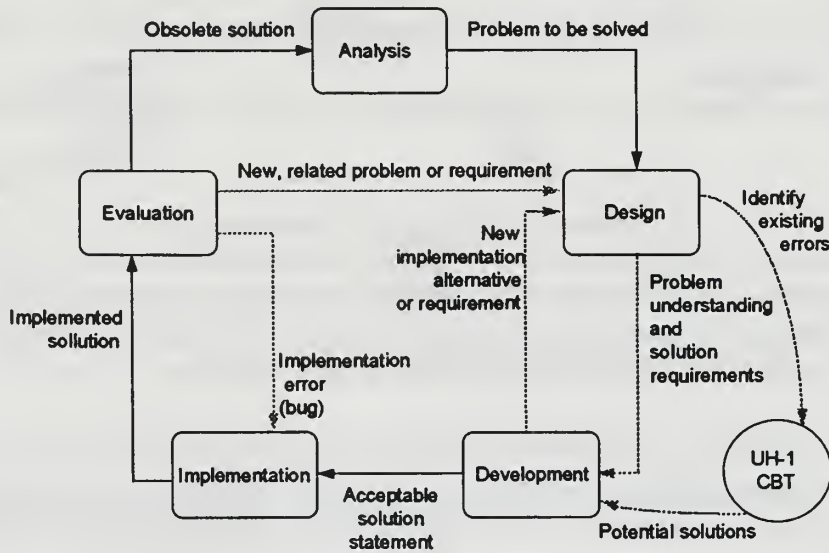 Obsolete solution
Analysis
Problem to be solved
New, related problem or requirement
Evaluation
Design
Identify
existing
errors
New
implementation
alternative
or requirement
Problem
understanding
and
solution
requirements
Implemented
sollution
Implementation
error
(bug)
Implementation
Development
UH-1
CBT
Acceptable
solution
statement
Potential solutions